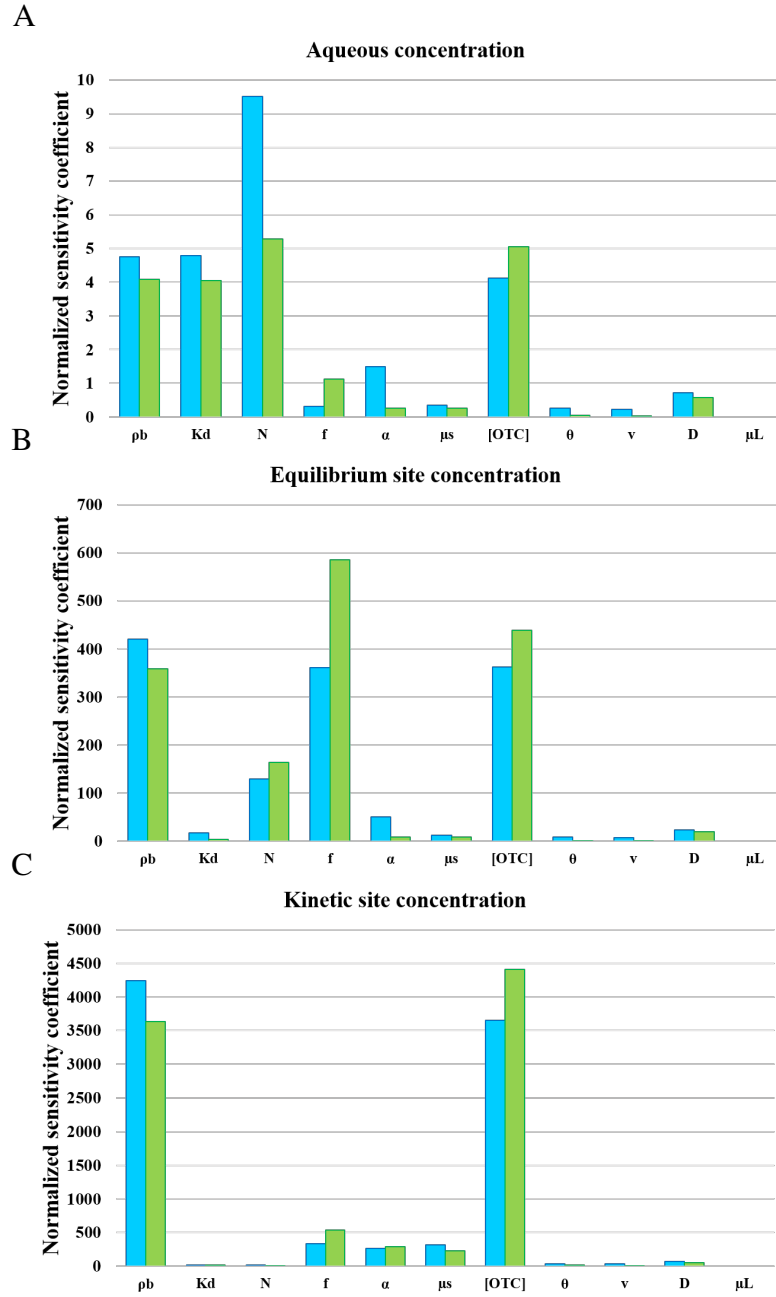 A
Aqueous concentration
Normalized sensitivity coefficient
10
9
8
7
6
5
4
3
2
1
0
ρb Kd N f α μs [OTC] θ v D μL
B
Equilibrium site concentration
Normalized sensitivity coefficient
700
600
500
400
300
200
100
0
ρb Kd N f α μs [OTC] θ v D μL
C
Kinetic site concentration
Normalized sensitivity coefficient
5000
4500
4000
3500
3000
2500
2000
1500
1000
500
0
ρb Kd N f α μs [OTC] θ v D μL